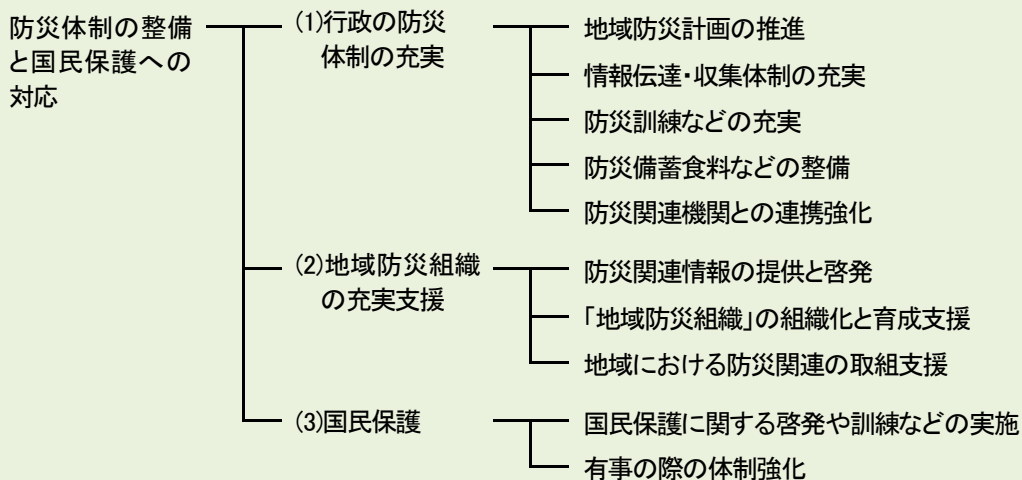 防災体制の整備
と国民保護への
対応
(1)行政の防災
体制の充実
地域防災計画の推進
情報伝達・収集体制の充実
防災訓練などの充実
防災備蓄食料などの整備
防災関連機関との連携強化
(2)地域防災組織
の充実支援
防災関連情報の提供と啓発
「地域防災組織」の組織化と育成支援
地域における防災関連の取組支援
(3)国民保護
国民保護に関する啓発や訓練などの実施
有事の際の体制強化